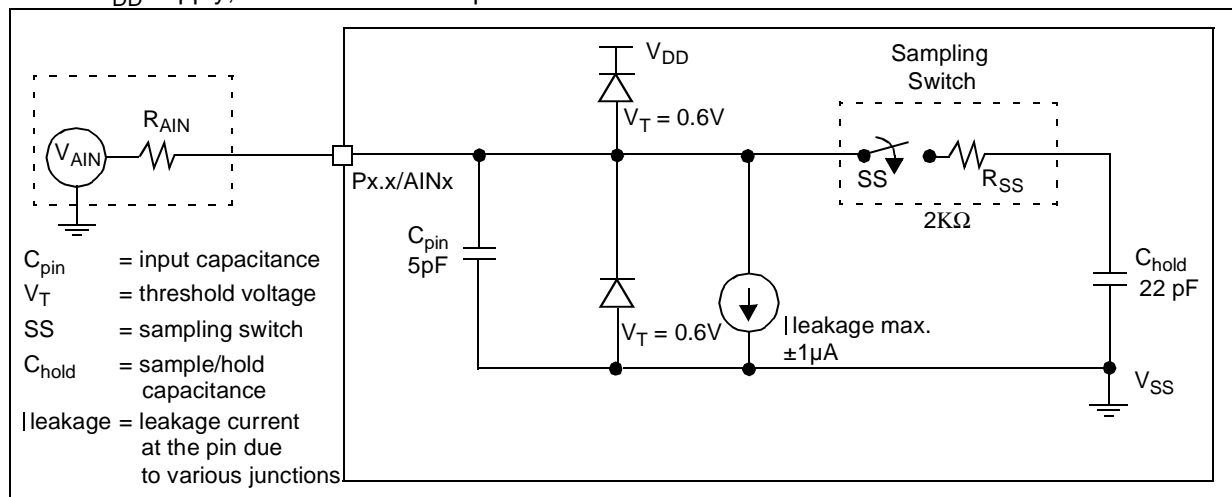 V_DD
Sampling
Switch
R_AIN
V_T = 0.6V
V_AIN
Px.x/AINx
SS
R_SS
2KΩ
C_pin
5pF
C_hold
22 pF
V_T = 0.6V
I leakage max.
±1µA
V_SS
C_pin = input capacitance
V_T = threshold voltage
SS = sampling switch
C_hold = sample/hold
capacitance
I leakage = leakage current
at the pin due
to various junctions